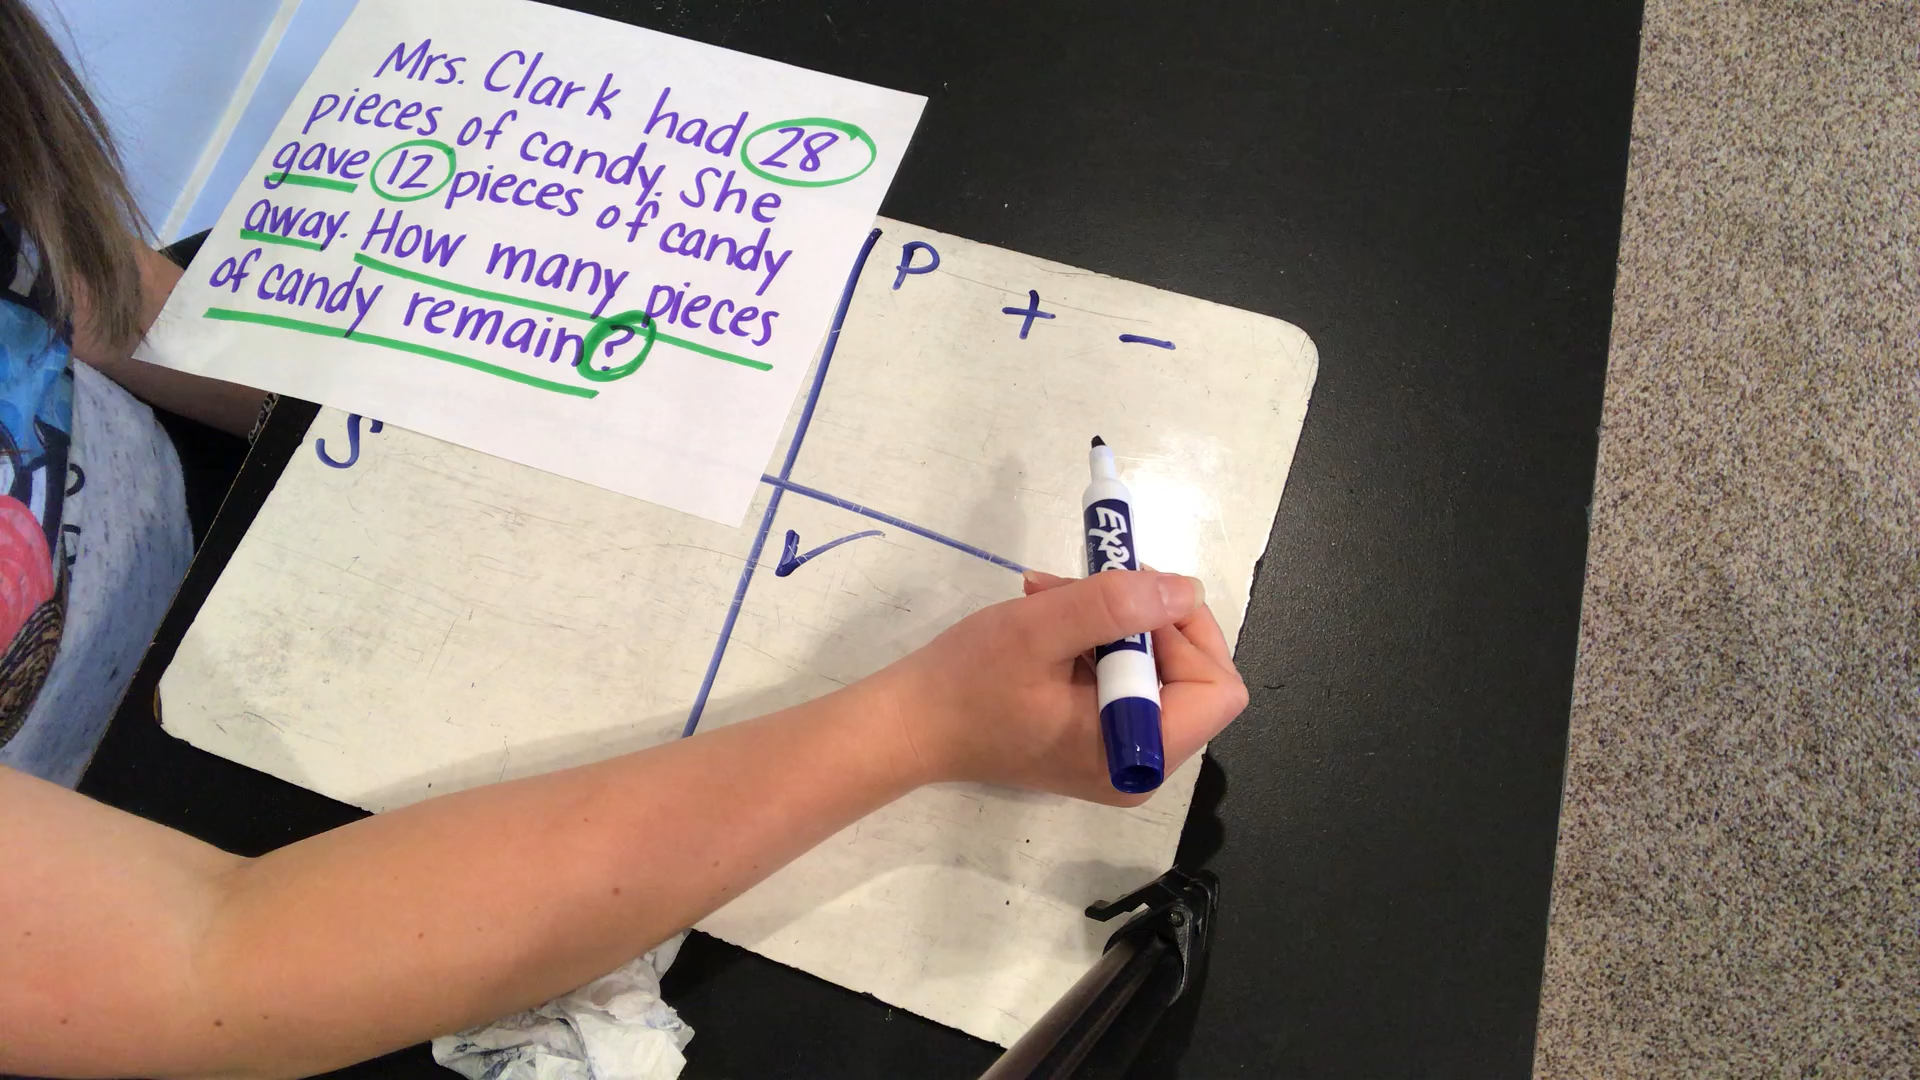 Mrs. Clark had 28
pieces of candy. She
gave 12 pieces of candy
away. How many pieces
of candy remain?
P
+ -
S
✓